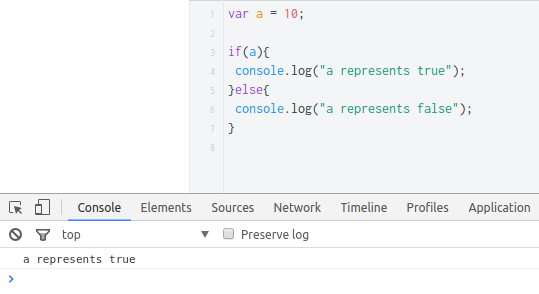 1 var a = 10;
2
3 if(a){
4 console.log("a represents true");
5 }else{
6 console.log("a represents false");
7 }
8
Console Elements Sources Network Timeline Profiles Application
top Preserve log
a represents true
>